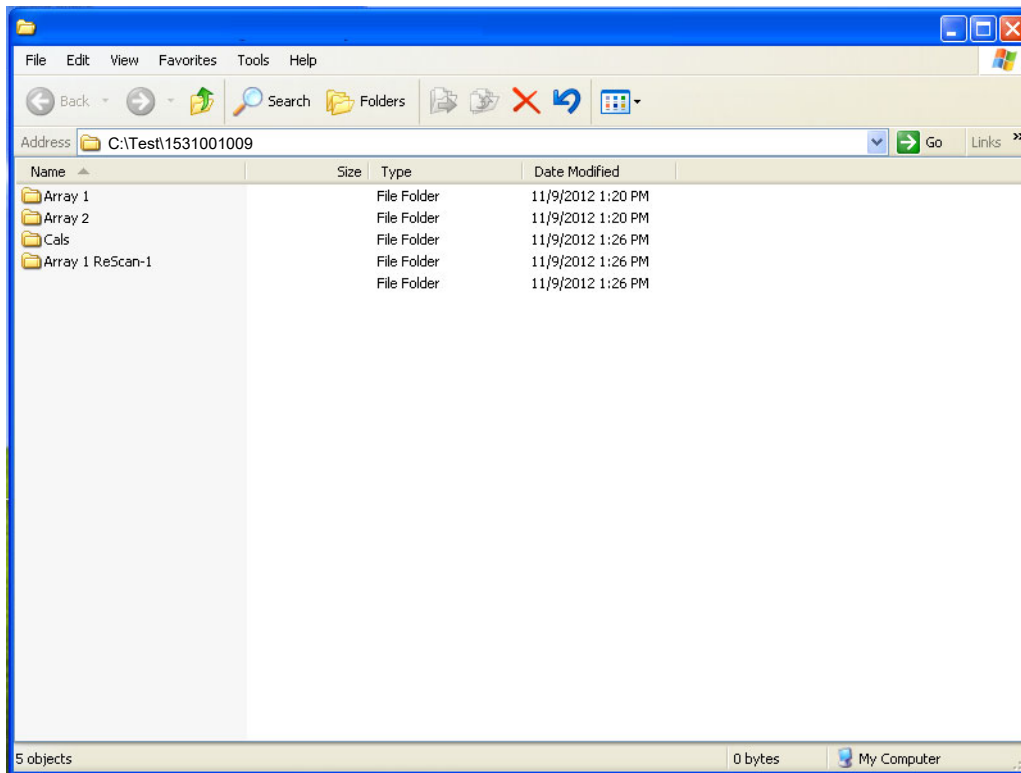 File Edit View Favorites Tools Help
Back Search Folders
Address C:\Test\1531001009 Go Links »
Name Size Type Date Modified
Array 1 File Folder 11/9/2012 1:20 PM
Array 2 File Folder 11/9/2012 1:20 PM
Cals File Folder 11/9/2012 1:26 PM
Array 1 ReScan-1 File Folder 11/9/2012 1:26 PM
File Folder 11/9/2012 1:26 PM
5 objects 0 bytes My Computer